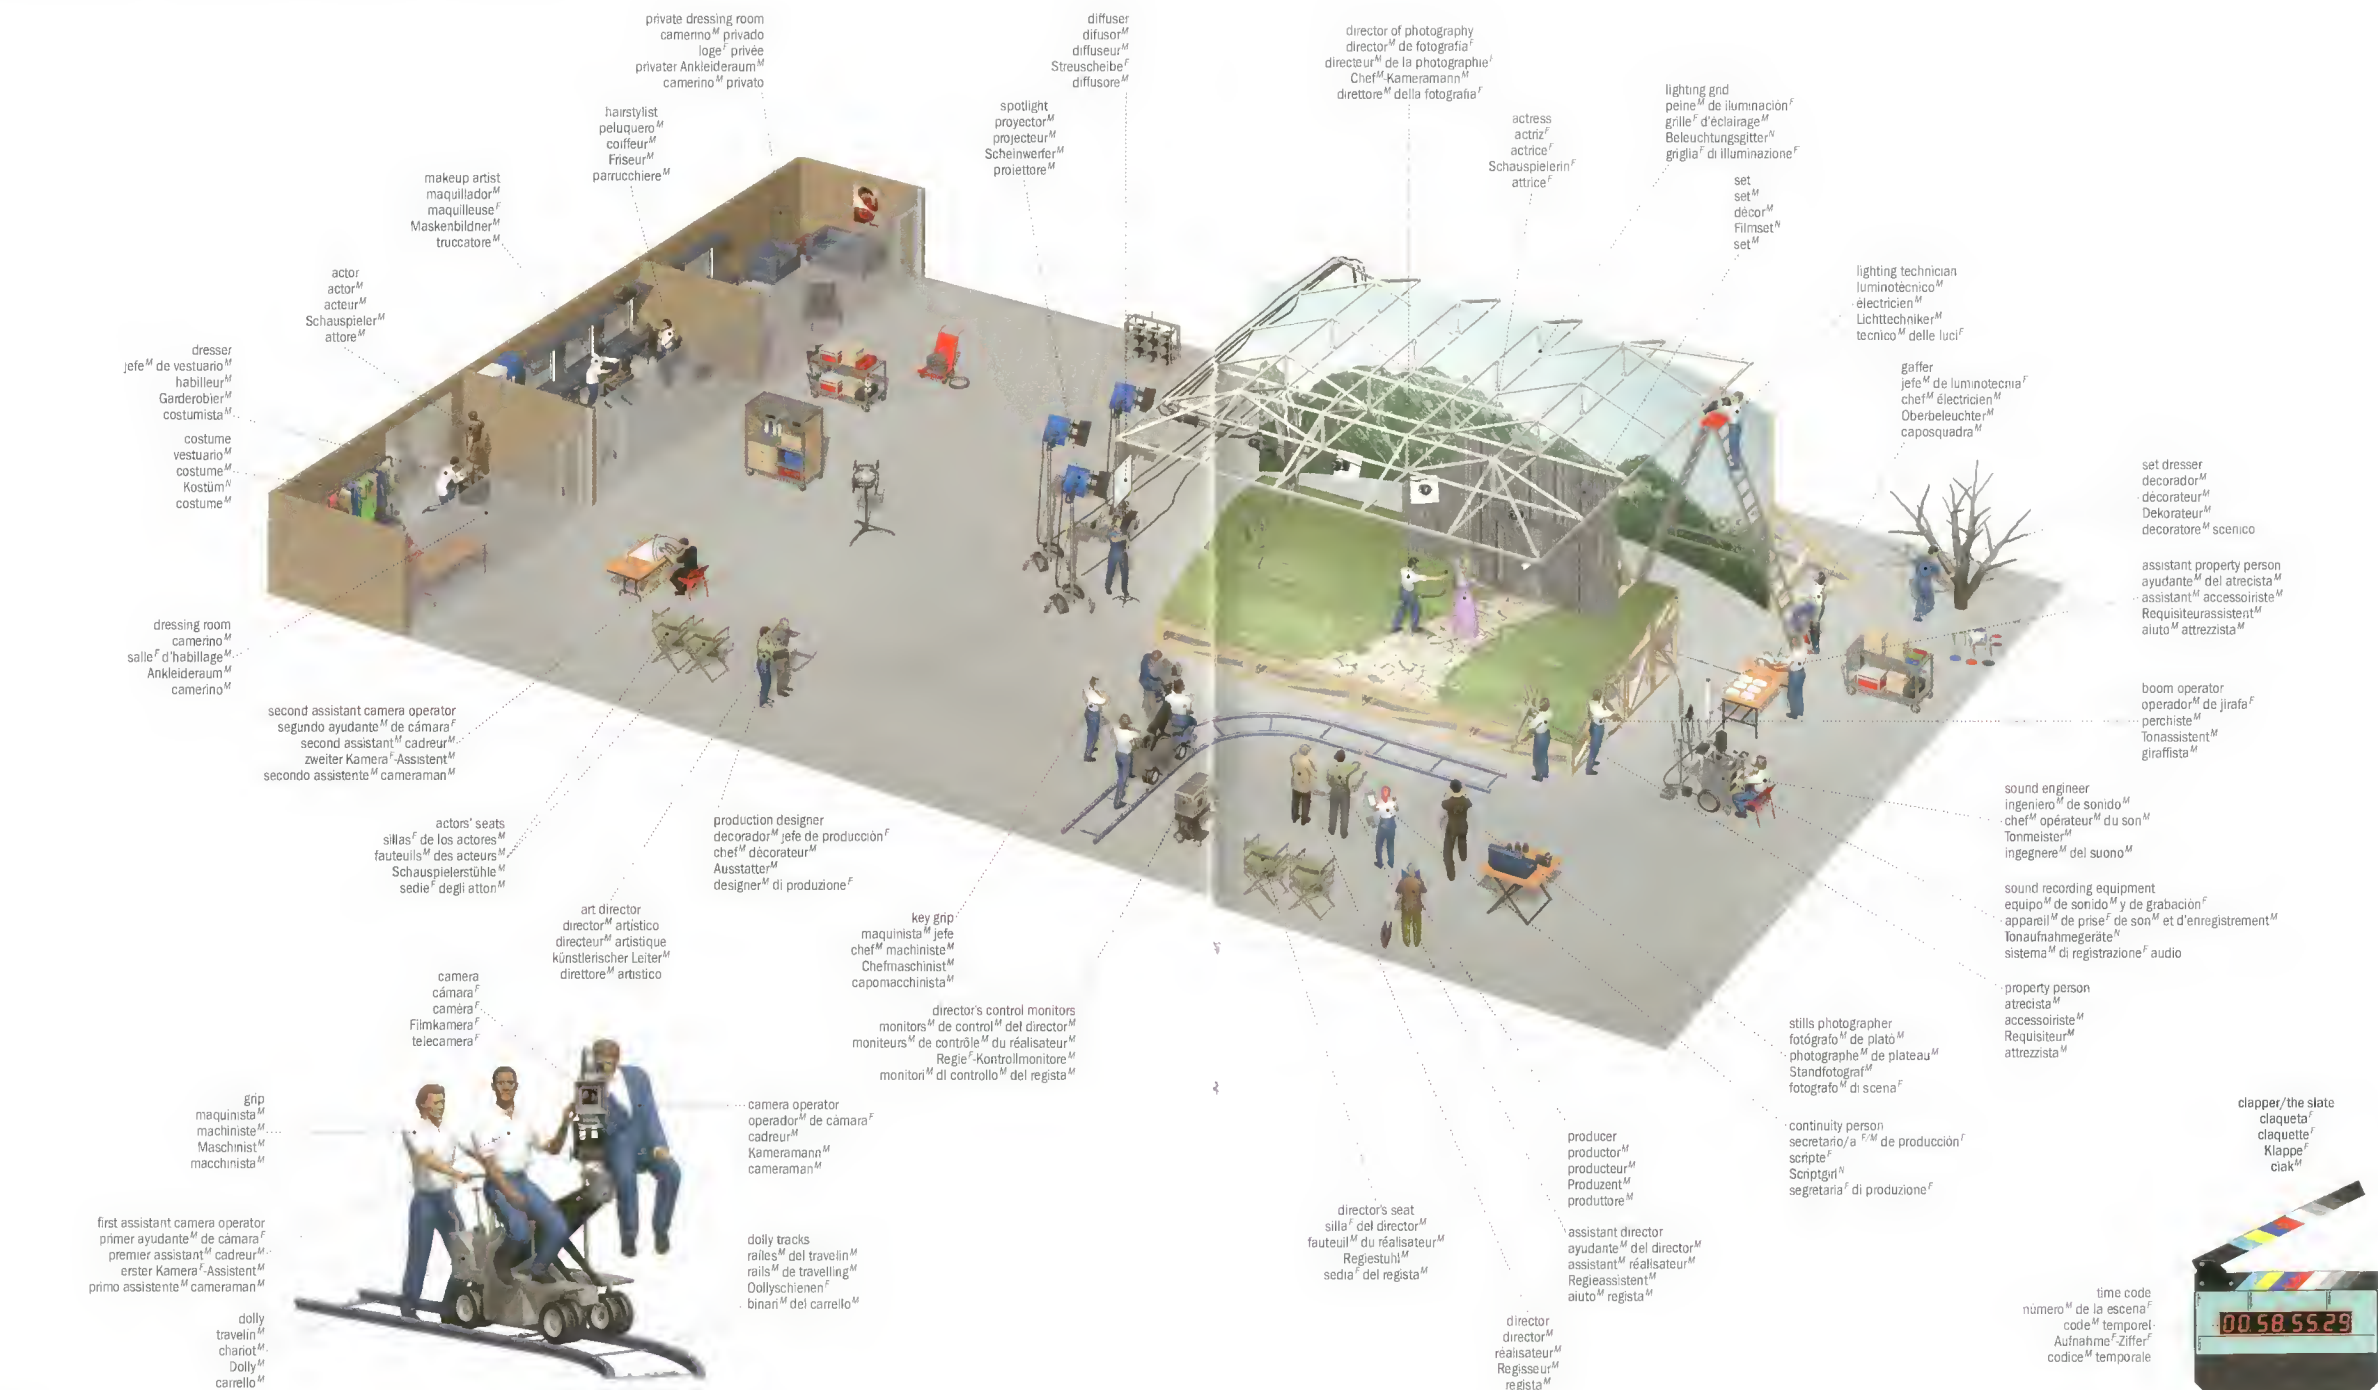 private dressing room
camerino^M privado
loge^F privée
privater Ankleideraum^M
camerino^M privato
diffuser
difusor^M
diffuseur^M
Streuscheibe^F
diffusore^M
director of photography
director^M de fotografía^F
directeur^M de la photographie^F
Chef^M-Kameramann^M
direttore^M della fotografia^F
hairstylist
peluquero^M
coiffeur^M
Friseur^M
parrucchiere^M
spotlight
proyector^M
projecteur^M
Scheinwerfer^M
proiettore^M
actress
actriz^F
actrice^F
Schauspielerin^F
attrice^F
lighting grid
peine^M de iluminación^F
grille^F d'éclairage^M
Beleuchtungsgitter^N
griglia^F di illuminazione^F
makeup artist
maquillador^M
maquilleuse^F
Maskenbildner^M
truccatore^M
set
set^M
décor^M
Filmset^N
set^M
actor
actor^M
acteur^M
Schauspieler^M
attore^M
lighting technician
luminotécnico^M
électricien^M
Lichttechniker^M
tecnico^M delle luci^F
dresser
jefe^M de vestuario^M
habilleur^M
Garderobier^M
costumista^M
gaffer
jefe^M de luminotecnia^F
chef^M électricien^M
Oberbeleuchter^M
caposquadra^M
costume
vestuario^M
costume^M
Kostüm^N
costume^M
set dresser
decorador^M
décorateur^M
Dekorateur^M
decoratore^M scenico
assistant property person
ayudante^M del atrecista^M
assistant^M accessoiriste^M
Requisiteurassistent^M
aiuto^M attrezzista^M
dressing room
camerino^M
salle^F d'habillage^M
Ankleideraum^M
camerino^M
boom operator
operador^M de jirafa^F
perchiste^M
Tonassistent^M
giraffista^M
second assistant camera operator
segundo ayudante^M de cámara^F
second assistant^M cadreur^M
zweiter Kamera^F-Assistent^M
secondo assistente^M cameraman^M
sound engineer
ingeniero^M de sonido^M
chef^M opérateur^M du son^M
Tonmeister^M
ingegnere^M del suono^M
actors' seats
sillas^F de los actores^M
fauteuils^M des acteurs^M
Schauspielerstühle^M
sedie^F degli attori^M
production designer
decorador^M jefe de producción^F
chef^M décorateur^M
Ausstatter^M
designer^M di produzione^F
sound recording equipment
equipo^M de sonido^M y de grabación^F
appareil^M de prise^F de son^M et d'enregistrement^M
Tonaufnahmegeräte^N
sistema^M di registrazione^F audio
art director
director^M artístico
directeur^M artistique
künstlerischer Leiter^M
direttore^M artistico
key grip
maquinista^M jefe
chef^M machiniste^M
Chefmaschinist^M
capomacchinista^M
camera
cámara^F
caméra^F
Filmkamera^F
telecamera^F
property person
atrecista^M
accessoiriste^M
Requisiteur^M
attrezzista^M
director's control monitors
monitors^M de control^M del director^M
moniteurs^M de contrôle^M du réalisateur^M
Regie^F-Kontrollmonitore^M
monitori^M di controllo^M del regista^M
stills photographer
fotógrafo^M de plató^M
photographe^M de plateau^M
Standfotograf^M
fotografo^M di scena^F
grip
maquinista^M
machiniste^M
Maschinist^M
macchinista^M
camera operator
operador^M de cámara^F
cadreur^M
Kameramann^M
cameraman^M
continuity person
secretario/a ^F/M de producción^F
scripte^F
Scriptgirl^N
segretaria^F di produzione^F
clapper/the slate
claqueta^F
claquette^F
Klappe^F
ciak^M
producer
productor^M
producteur^M
Produzent^M
produttore^M
director's seat
silla^F del director^M
fauteuil^M du réalisateur^M
Regiestuhl^M
sedia^F del regista^M
first assistant camera operator
primer ayudante^M de cámara^F
premier assistant^M cadreur^M
erster Kamera^F-Assistent^M
primo assistente^M cameraman^M
dolly tracks
raíles^M del travelín^M
rails^M de travelling^M
Dollyschienen^F
binari^M del carrello^M
assistant director
ayudante^M del director^M
assistant^M réalisateur^M
Regieassistent^M
aiuto^M regista^M
dolly
travelín^M
chariot^M
Dolly^M
carrello^M
director
director^M
réalisateur^M
Regisseur^M
regista^M
time code
número^M de la escena^F
code^M temporel
Aufnahme^F-Ziffer^F
codice^M temporale
00.58.55.29